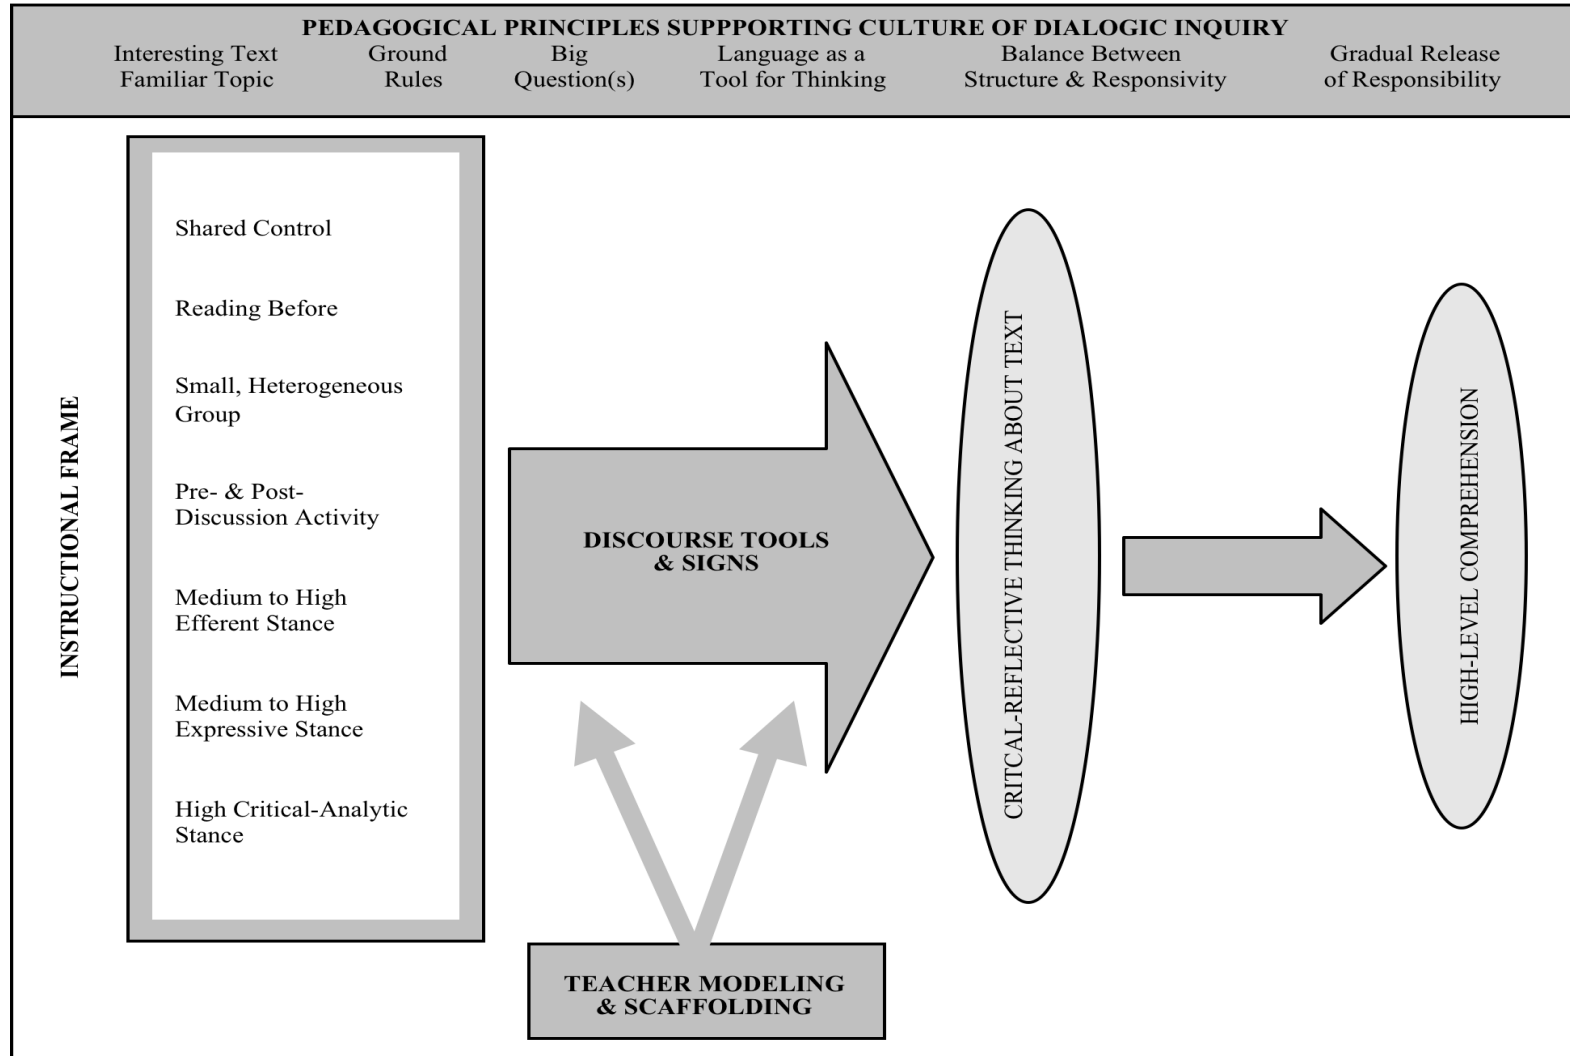 PEDAGOGICAL PRINCIPLES SUPPPORTING CULTURE OF DIALOGIC INQUIRY
Interesting Text
Familiar Topic
Ground
Rules
Big
Question(s)
Language as a
Tool for Thinking
Balance Between
Structure & Responsivity
Gradual Release
of Responsibility
INSTRUCTIONAL FRAME
Shared Control
Reading Before
Small, Heterogeneous
Group
Pre- & Post-
Discussion Activity
Medium to High
Efferent Stance
Medium to High
Expressive Stance
High Critical-Analytic
Stance
DISCOURSE TOOLS
& SIGNS
TEACHER MODELING
& SCAFFOLDING
CRITCAL-REFLECTIVE THINKING ABOUT TEXT
HIGH-LEVEL COMPREHENSION